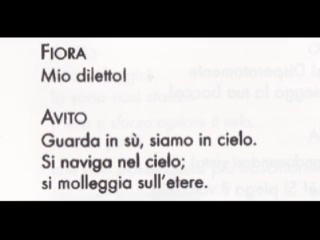 FIORA
Mio diletto!
AVITO
Guarda in sù, siamo in cielo.
Si naviga nel cielo;
si molleggia sull'etere.